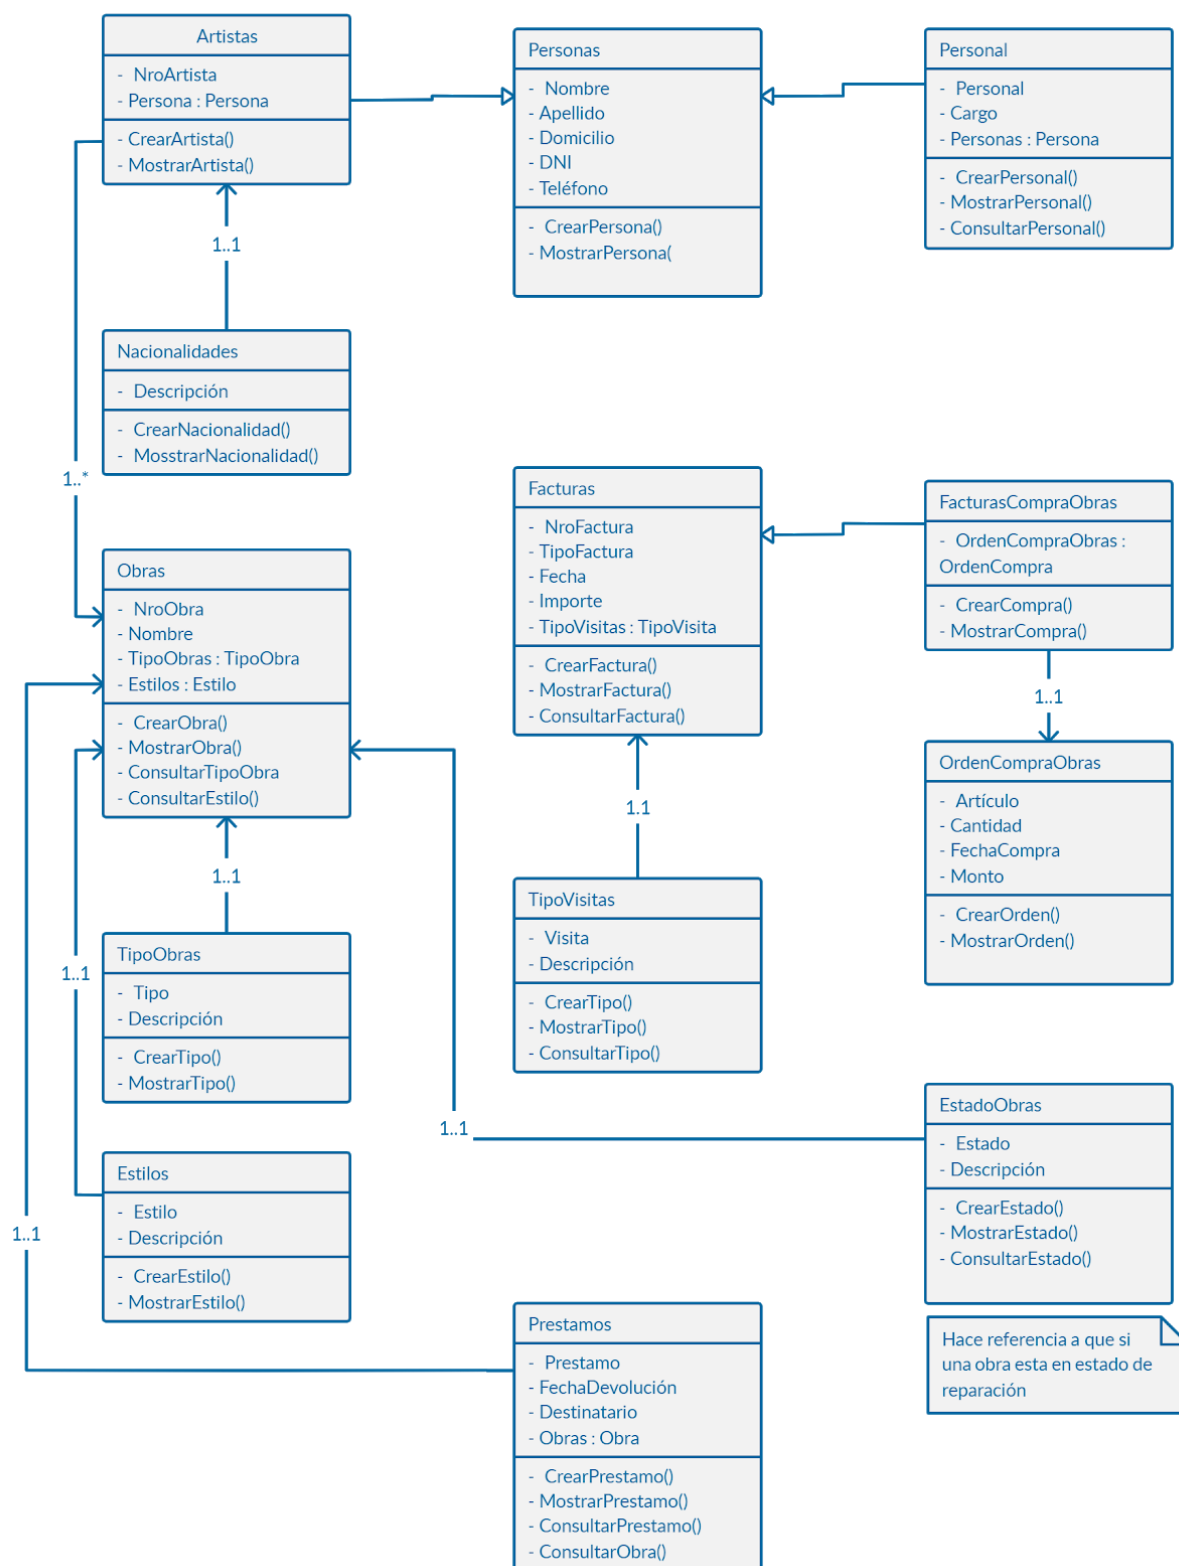 Artistas
- NroArtista
- Persona : Persona
- CrearArtista()
- MostrarArtista()
Personas
- Nombre
- Apellido
- Domicilio
- DNI
- Teléfono
- CrearPersona()
- MostrarPersona(
Personal
- Personal
- Cargo
- Personas : Persona
- CrearPersonal()
- MostrarPersonal()
- ConsultarPersonal()
1..1
Nacionalidades
- Descripción
- CrearNacionalidad()
- MosstrarNacionalidad()
1..*
Facturas
- NroFactura
- TipoFactura
- Fecha
- Importe
- TipoVisitas : TipoVisita
- CrearFactura()
- MostrarFactura()
- ConsultarFactura()
FacturasCompraObras
- OrdenCompraObras :
OrdenCompra
- CrearCompra()
- MostrarCompra()
1..1
Obras
- NroObra
- Nombre
- TipoObras : TipoObra
- Estilos : Estilo
- CrearObra()
- MostrarObra()
- ConsultarTipoObra
- ConsultarEstilo()
OrdenCompraObras
- Artículo
- Cantidad
- FechaCompra
- Monto
- CrearOrden()
- MostrarOrden()
1..1
1.1
TipoObras
- Tipo
- Descripción
- CrearTipo()
- MostrarTipo()
1..1
TipoVisitas
- Visita
- Descripción
- CrearTipo()
- MostrarTipo()
- ConsultarTipo()
1..1
EstadoObras
- Estado
- Descripción
- CrearEstado()
- MostrarEstado()
- ConsultarEstado()
Hace referencia a que si
una obra esta en estado de
reparación
Estilos
- Estilo
- Descripción
- CrearEstilo()
- MostrarEstilo()
1..1
Prestamos
- Prestamo
- FechaDevolución
- Destinatario
- Obras : Obra
- CrearPrestamo()
- MostrarPrestamo()
- ConsultarPrestamo()
- ConsultarObra()